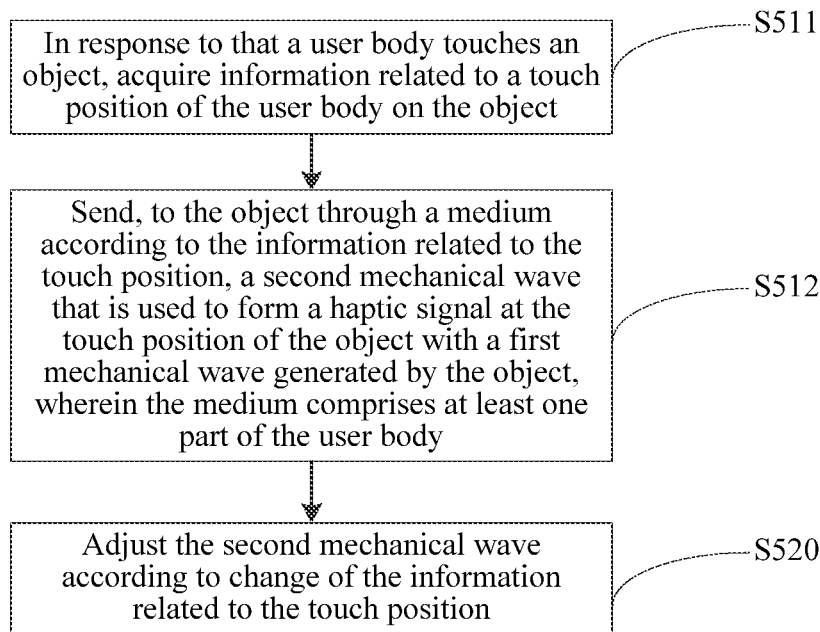 S511
In response to that a user body touches an
object, acquire information related to a touch
position of the user body on the object
Send, to the object through a medium
according to the information related to the
touch position, a second mechanical wave
that is used to form a haptic signal at the
touch position of the object with a first
mechanical wave generated by the object,
wherein the medium comprises at least one
part of the user body
S512
Adjust the second mechanical wave
according to change of the information
related to the touch position
S520